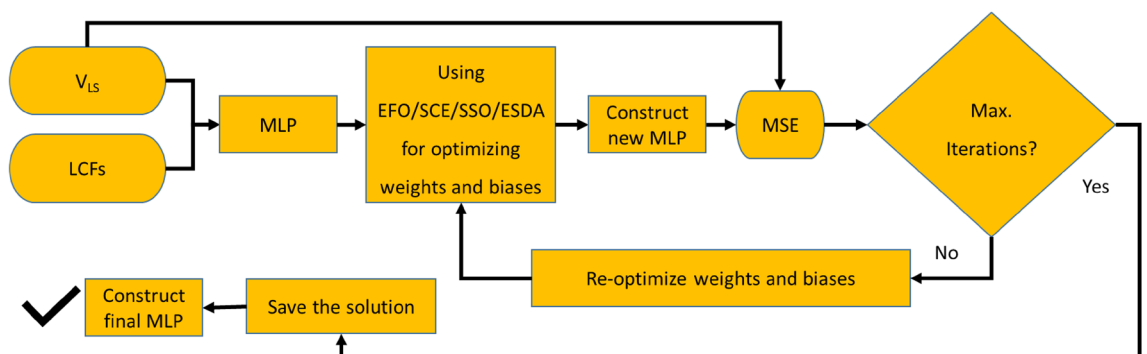 V_LS
LCFs
MLP
Using
EFO/SCE/SSO/ESDA
for optimizing
weights and biases
Construct
new MLP
MSE
Max.
Iterations?
Yes
No
Re-optimize weights and biases
Save the solution
Construct
final MLP